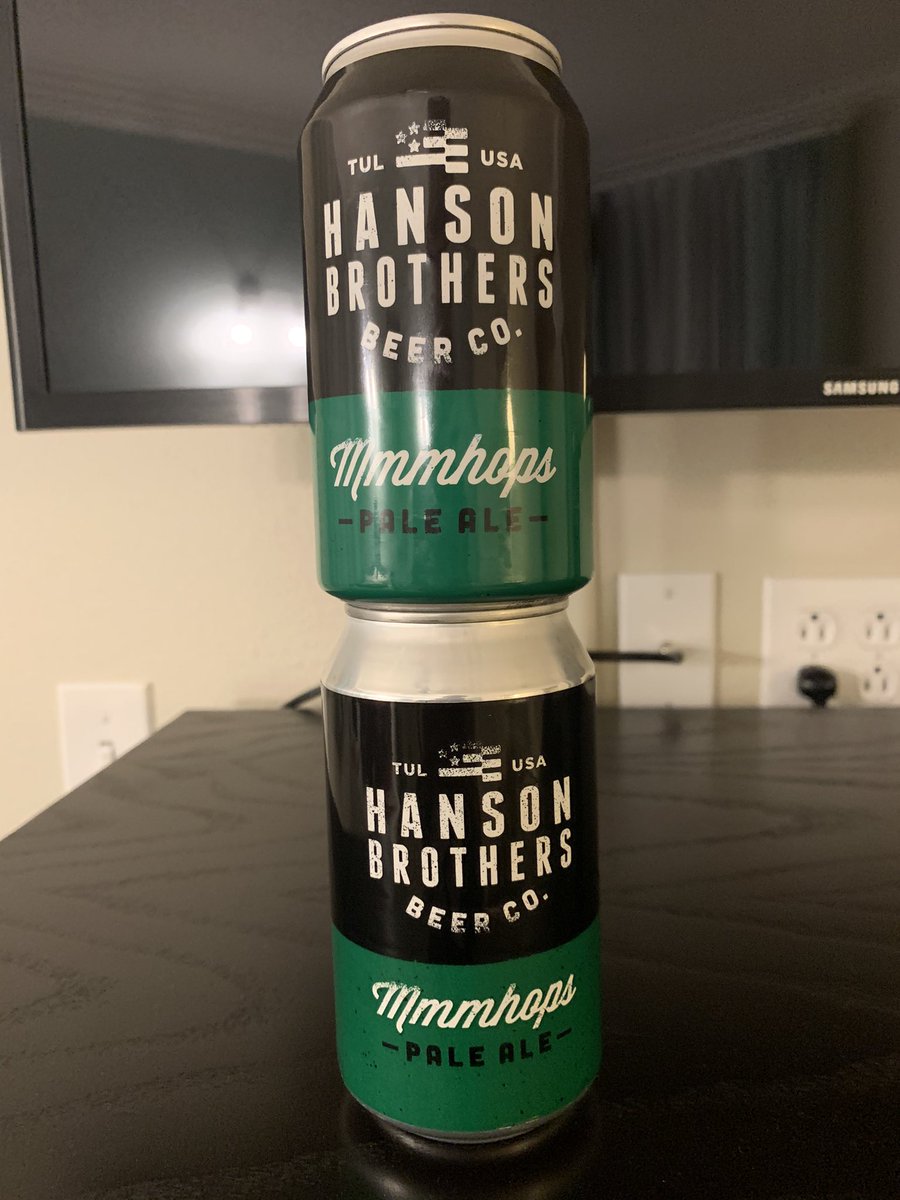 TUL USA
HANSON
BROTHERS
BEER CO.
Mmmhops
-PALE ALE-
SAMSUNG
TUL USA
HANSON
BROTHERS
BEER CO.
Mmmhops
-PALE ALE-